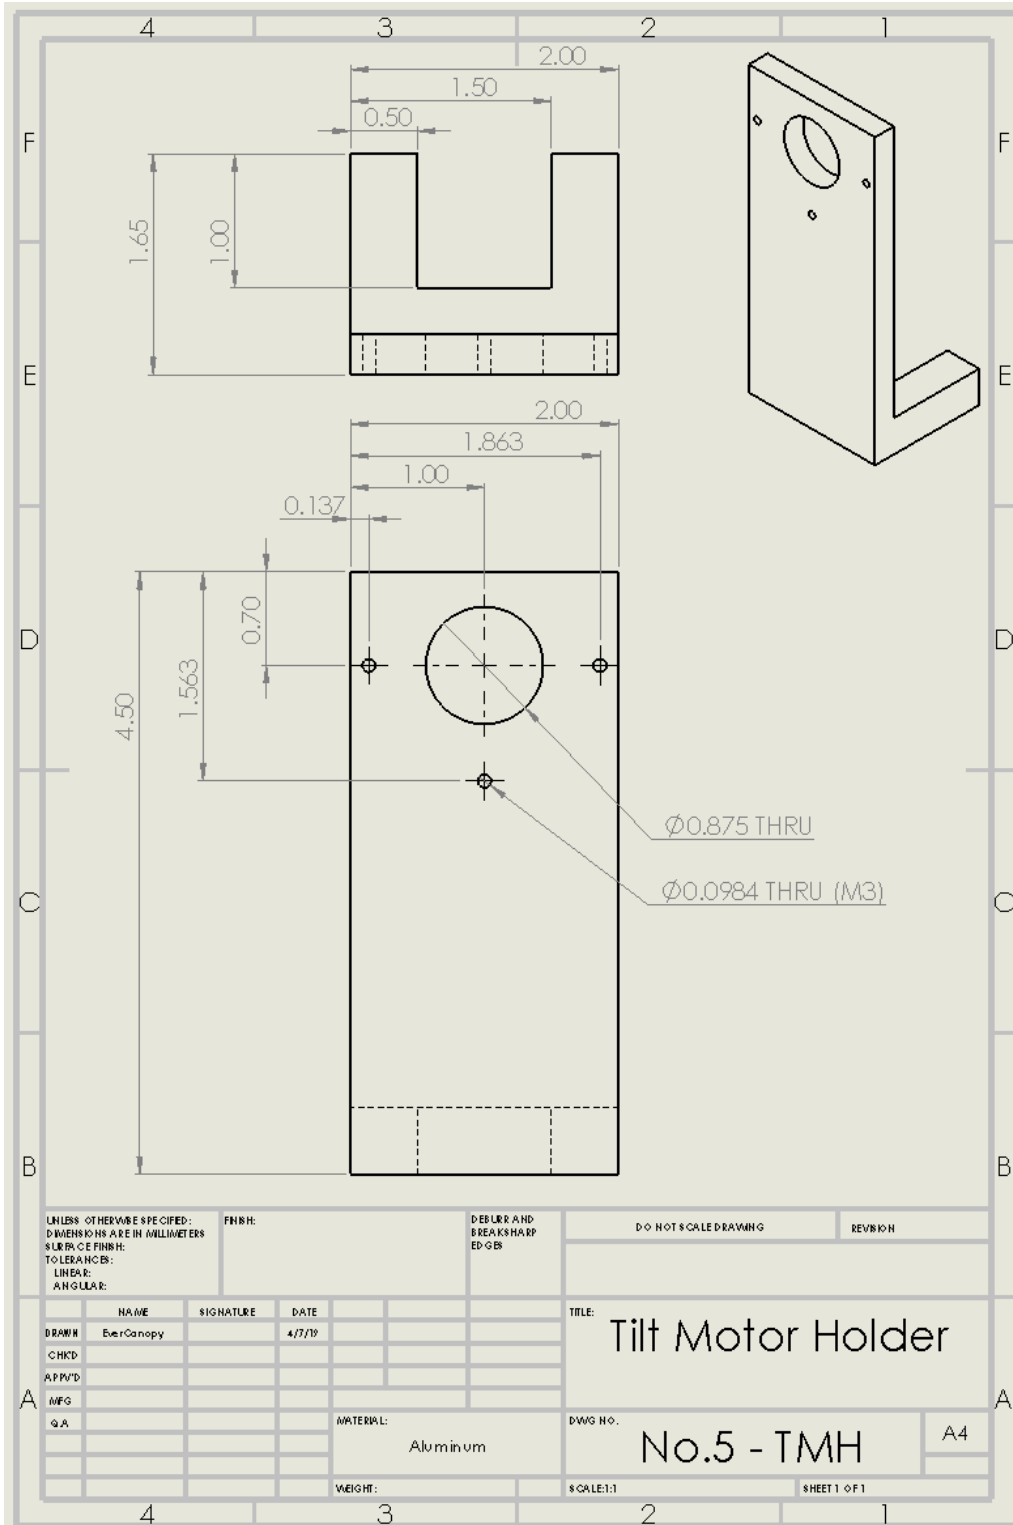 4 3 2 1
F F
2.00
1.50
0.50
1.65
1.00
E E
2.00
1.863
1.00
0.137
0.70
1.563
4.50
D D
Ø0.875 THRU
Ø0.0984 THRU (M3)
C C
B B
UNLESS OTHERWISE SPECIFIED:
DIMENSIONS ARE IN MILLIMETERS
SURFACE FINISH:
TOLERANCES:
LINEAR:
ANGULAR:
FINISH:
DEBURR AND
BREAK SHARP
EDGES
DO NOT SCALE DRAWING
REVISION
NAME SIGNATURE DATE
DRAWN EverCanopy 4/7/19
CHK'D
APPV'D
MFG
Q.A
TITLE:
Tilt Motor Holder
A A
MATERIAL:
Aluminum
DWG NO.
No.5 - TMH
A4
WEIGHT:
SCALE:1:1
SHEET 1 OF 1
4 3 2 1